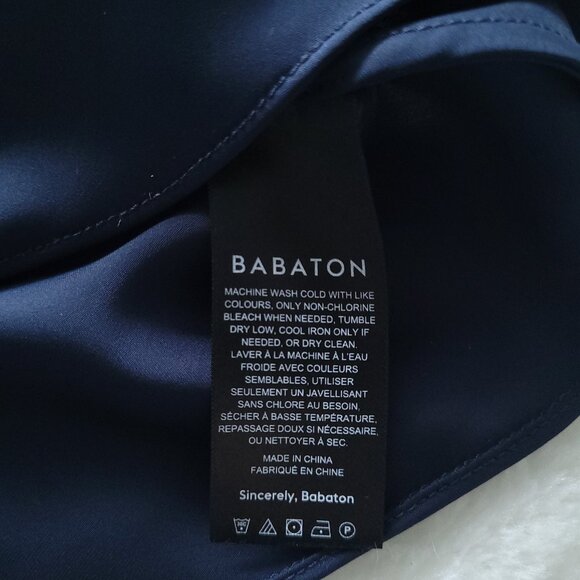 BABATON
MACHINE WASH COLD WITH LIKE
COLOURS, ONLY NON-CHLORINE
BLEACH WHEN NEEDED, TUMBLE
DRY LOW, COOL IRON ONLY IF
NEEDED, OR DRY CLEAN.
LAVER À LA MACHINE À L'EAU
FROIDE AVEC COULEURS
SEMBLABLES, UTILISER
SEULEMENT UN JAVELLISANT
SANS CHLORE AU BESOIN,
SÉCHER À BASSE TEMPÉRATURE,
REPASSAGE DOUX SI NÉCESSAIRE,
OU NETTOYER À SEC.
MADE IN CHINA
FABRIQUÉ EN CHINE
Sincerely, Babaton
P